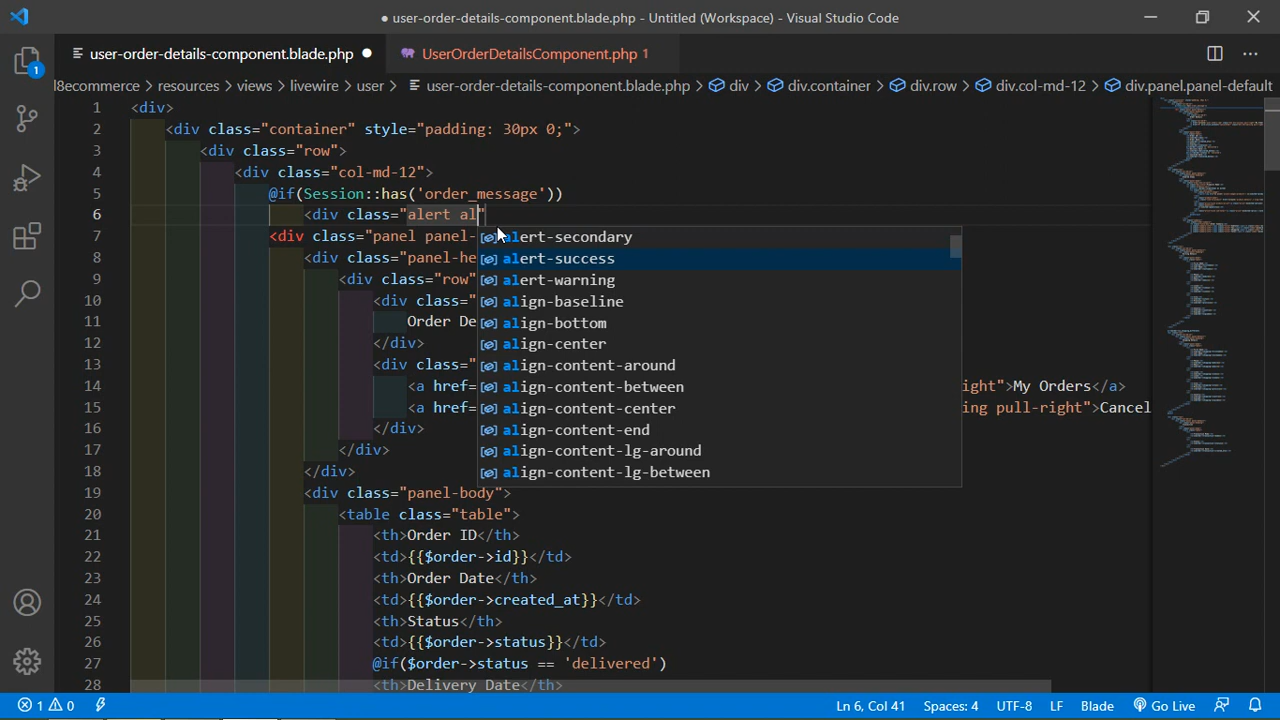 ● user-order-details-component.blade.php - Untitled (Workspace) - Visual Studio Code
user-order-details-component.blade.php ●
UserOrderDetailsComponent.php 1
1
l8ecommerce > resources > views > livewire > user > user-order-details-component.blade.php > div > div.container > div.row > div.col-md-12 > div.panel.panel-default
1 <div>
2 <div class="container" style="padding: 30px 0;">
3 <div class="row">
4 <div class="col-md-12">
5 @if(Session::has('order_message'))
6 <div class="alert al"
7 <div class="panel panel-
alert-secondary
8 <div class="panel-he
alert-success
9 <div class="row"
alert-warning
10 <div class="
align-baseline
11 Order De
align-bottom
12 </div>
align-center
13 <div class="
align-content-around
14 <a href=
align-content-between
ight">My Orders</a>
15 <a href=
align-content-center
ing pull-right">Cancel
16 </div>
align-content-end
17 </div>
align-content-lg-around
18 </div>
align-content-lg-between
19 <div class="panel-body">
20 <table class="table">
21 <th>Order ID</th>
22 <td>{{$order->id}}</td>
23 <th>Order Date</th>
24 <td>{{$order->created_at}}</td>
25 <th>Status</th>
26 <td>{{$order->status}}</td>
27 @if($order->status == 'delivered')
28 <th>Delivery Date</th>
1 0 Ln 6, Col 41 Spaces: 4 UTF-8 LF Blade Go Live